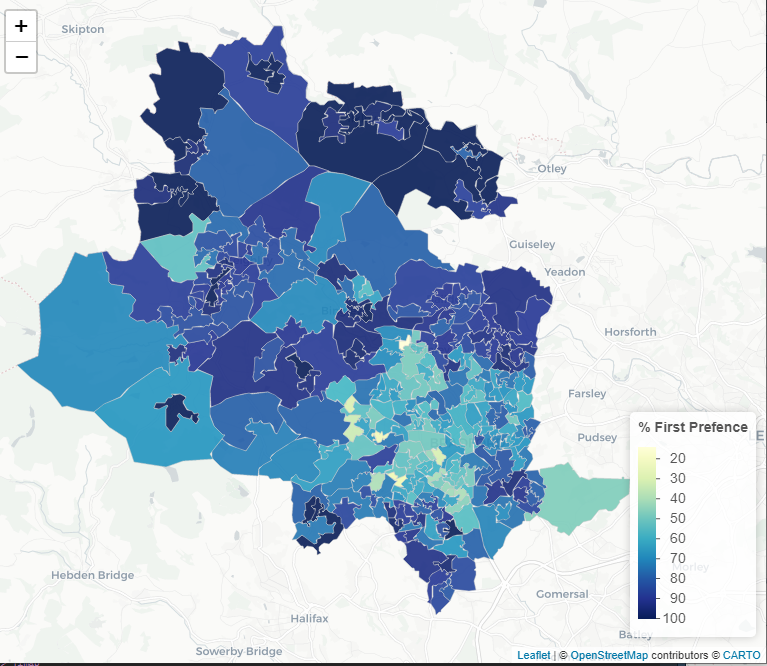 +
Skipton
−
Otley
Guiseley
Yeadon
Horsforth
Farsley
Pudsey
% First Prefence
20
30
40
50
60
70
80
90
100
LE
Morley
Hebden Bridge
Gomersal
Halifax
Batley
Sowerby Bridge
Leaflet | © OpenStreetMap contributors © CARTO